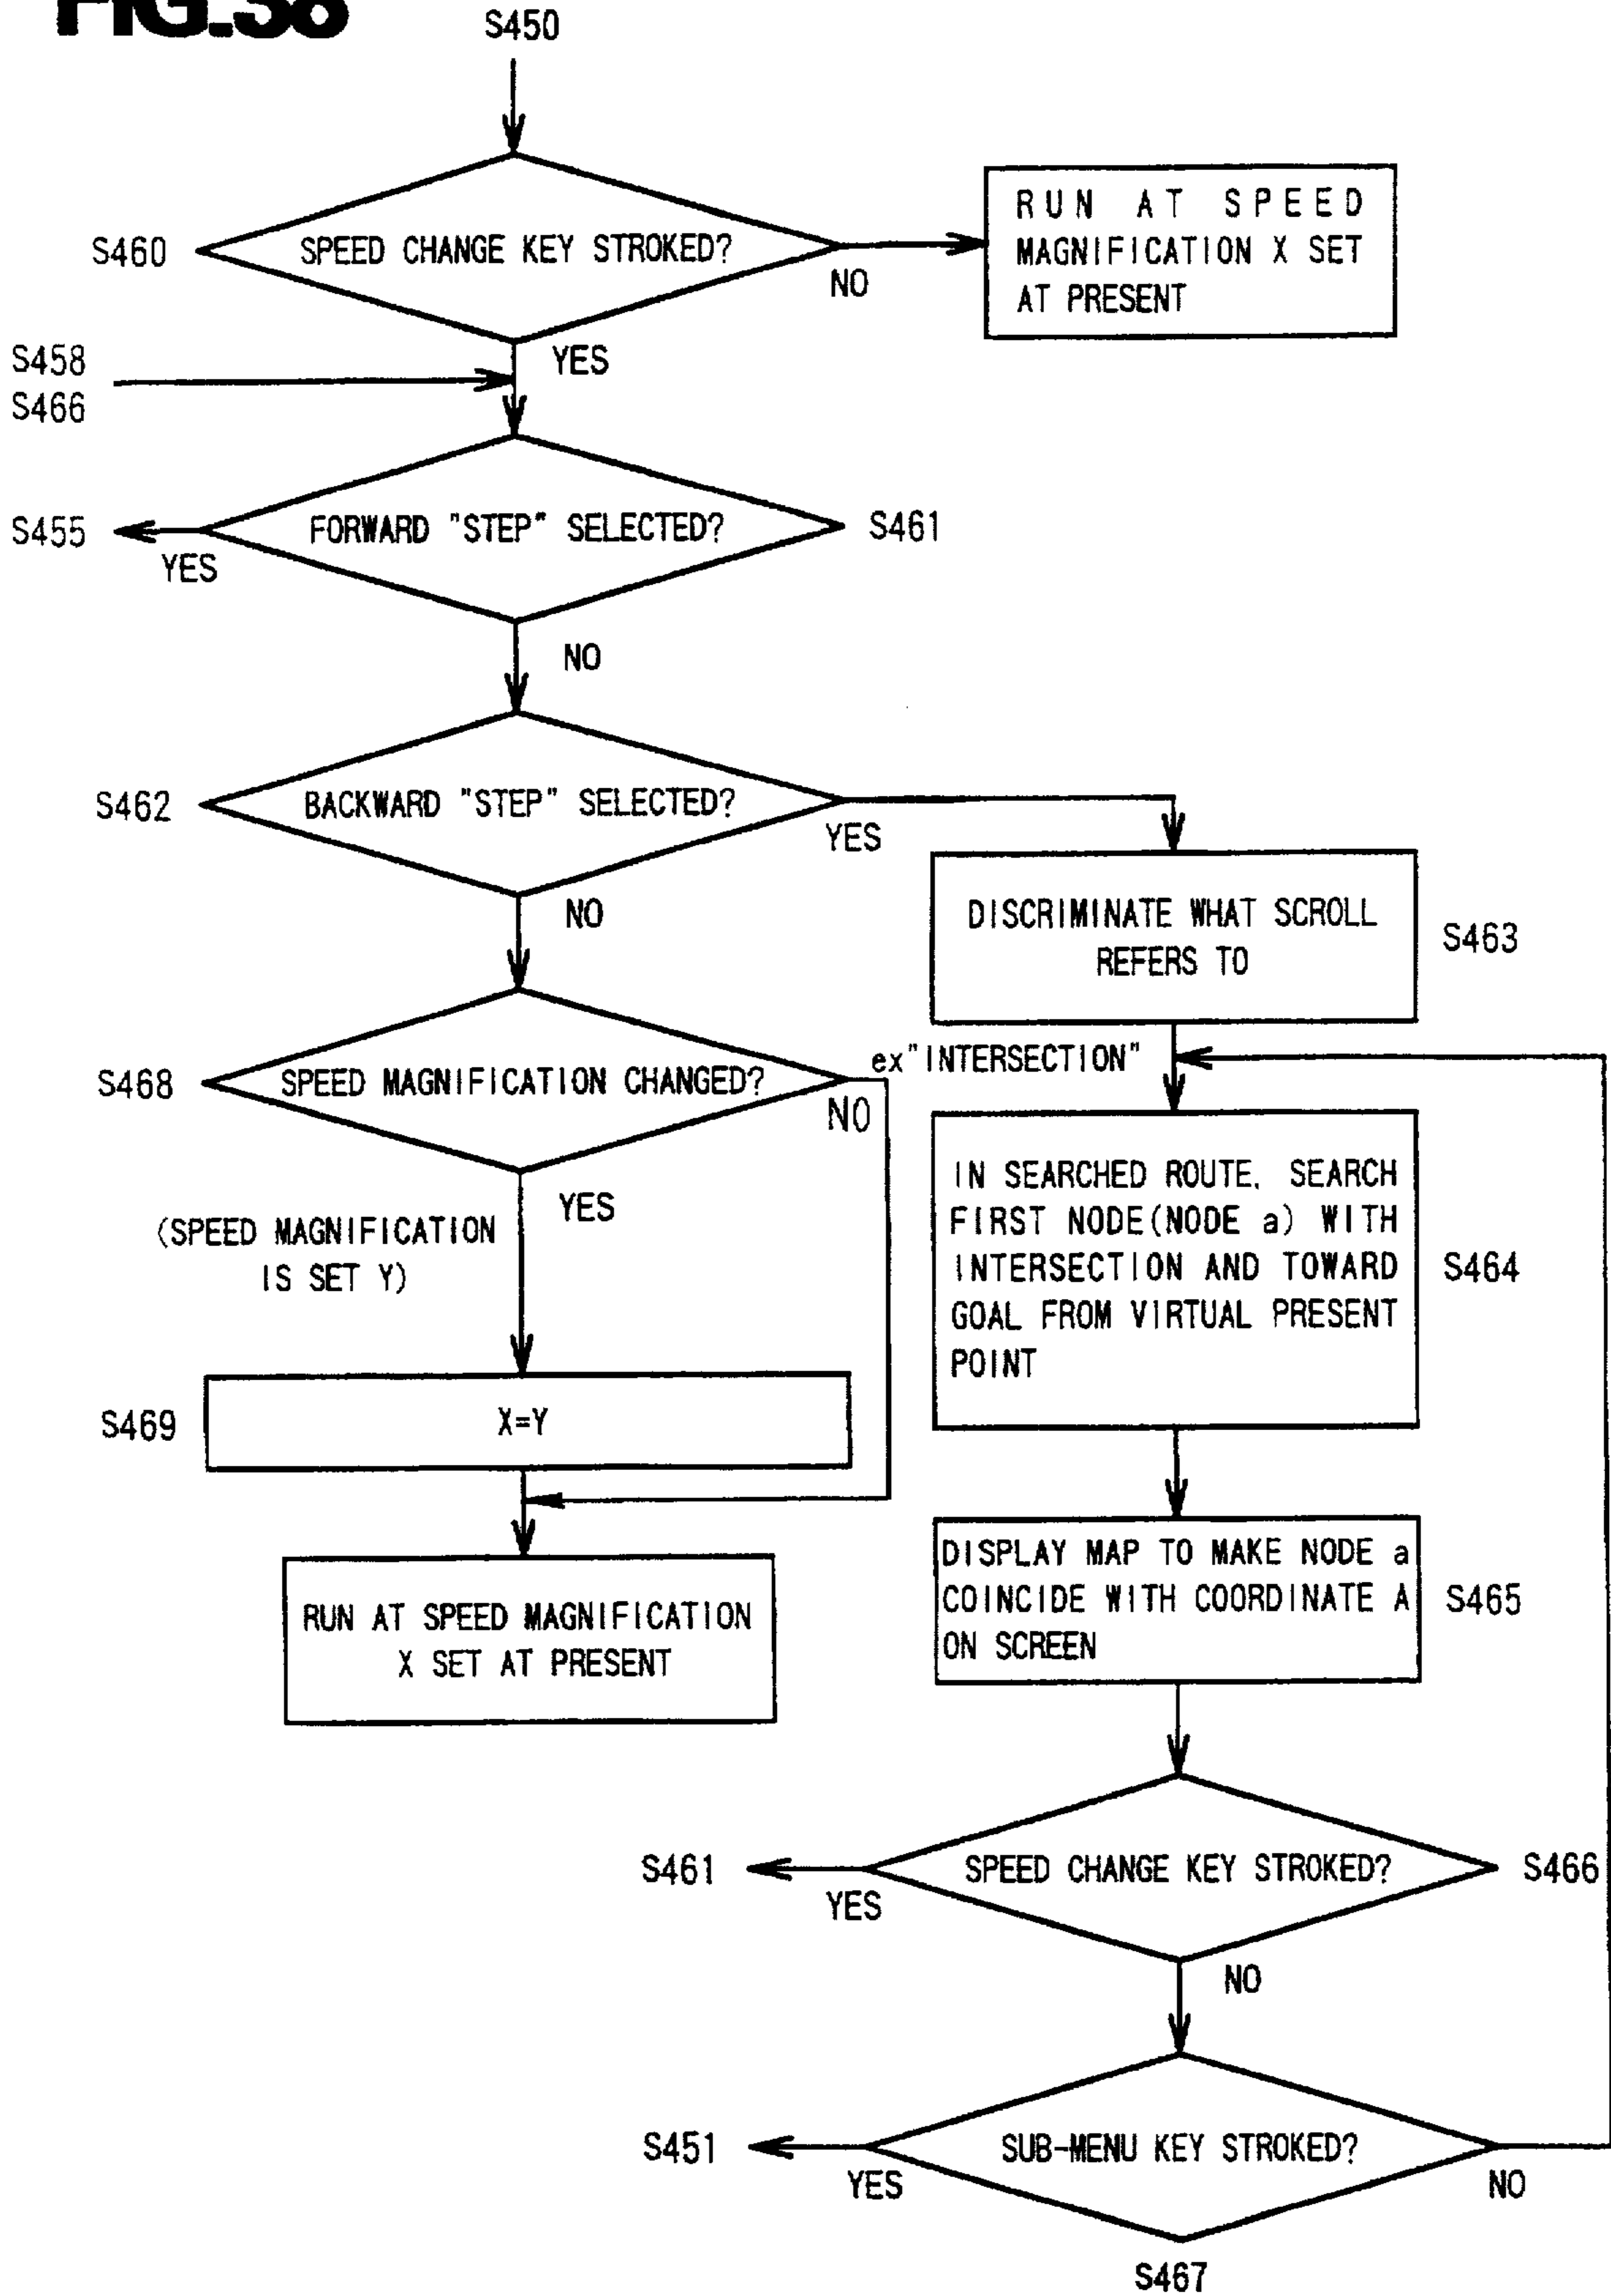 FIG.38
S450
S460
SPEED CHANGE KEY STROKED?
NO
RUN AT SPEED
MAGNIFICATION X SET
AT PRESENT
YES
S458
S466
S455
YES
FORWARD "STEP" SELECTED?
S461
NO
S462
BACKWARD "STEP" SELECTED?
YES
NO
DISCRIMINATE WHAT SCROLL
REFERS TO
S463
S468
SPEED MAGNIFICATION CHANGED?
NO
ex"INTERSECTION"
YES
(SPEED MAGNIFICATION
IS SET Y)
IN SEARCHED ROUTE, SEARCH
FIRST NODE(NODE a) WITH
INTERSECTION AND TOWARD
GOAL FROM VIRTUAL PRESENT
POINT
S464
S469
X=Y
RUN AT SPEED MAGNIFICATION
X SET AT PRESENT
DISPLAY MAP TO MAKE NODE a
COINCIDE WITH COORDINATE A
ON SCREEN
S465
S461
YES
SPEED CHANGE KEY STROKED?
S466
NO
S451
YES
SUB-MENU KEY STROKED?
NO
S467